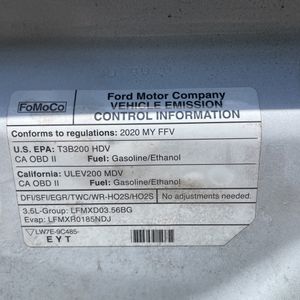 FoMoCo
Ford Motor Company
VEHICLE EMISSION
CONTROL INFORMATION
Conforms to regulations: 2020 MY FFV
U.S. EPA: T3B200 HDV
CA OBD II Fuel: Gasoline/Ethanol
California: ULEV200 MDV
CA OBD II Fuel: Gasoline/Ethanol
DFI/SFI/EGR/TWC/WR-HO2S/HO2S No adjustments needed.
3.5L-Group: LFMXD03.56BG
Evap: LFMXR0185NDJ
LW7E-9C485-
EYT